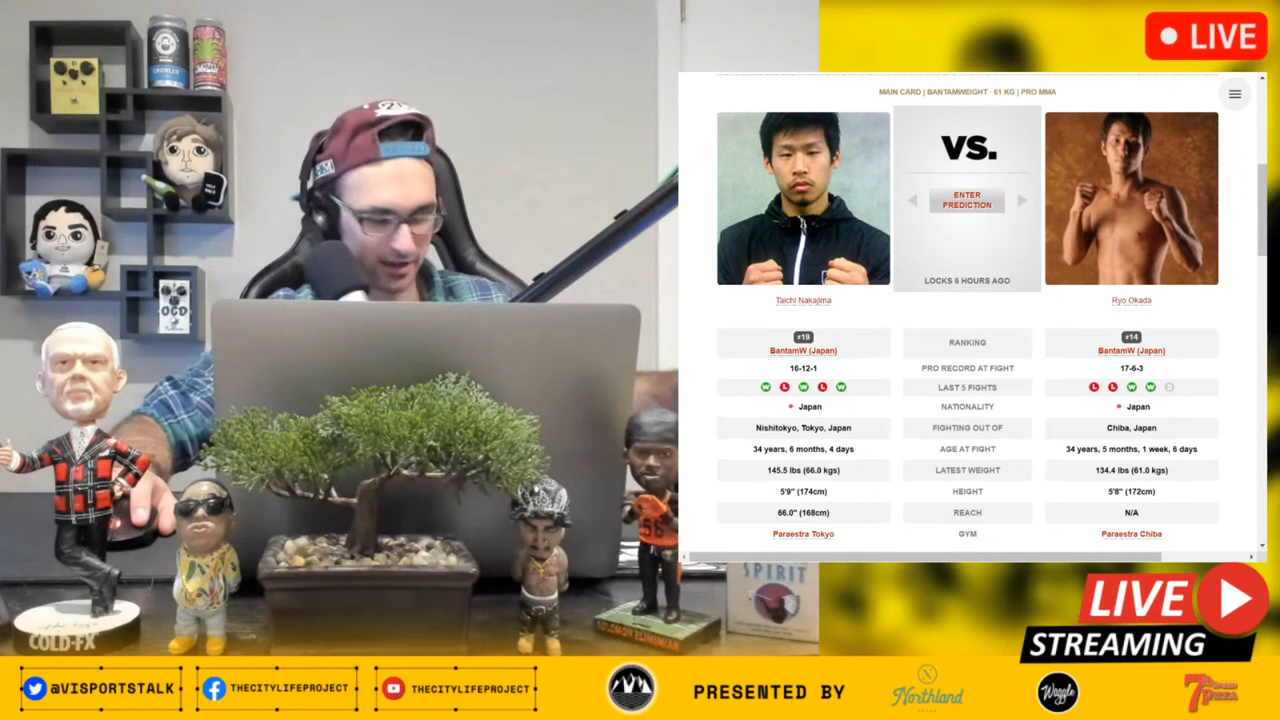 LIVE
MAIN CARD | BANTAMWEIGHT · 61 KG | PRO MMA
VS.
ENTER
PREDICTION
LOCKS 6 HOURS AGO
Taichi Nakajima
Ryo Okada
#19
BantamW (Japan)
RANKING
#14
BantamW (Japan)
16-12-1
PRO RECORD AT FIGHT
17-6-3
W L W L W
LAST 5 FIGHTS
L L W W
Japan
NATIONALITY
Japan
Nishitokyo, Tokyo, Japan
FIGHTING OUT OF
Chiba, Japan
34 years, 6 months, 4 days
AGE AT FIGHT
34 years, 5 months, 1 week, 6 days
145.5 lbs (66.0 kgs)
LATEST WEIGHT
134.4 lbs (61.0 kgs)
5'9" (174cm)
HEIGHT
5'8" (172cm)
66.0" (168cm)
REACH
N/A
Paraestra Tokyo
GYM
Paraestra Chiba
CROWLER
OCD
COLD-FX
SOLOMON ELIMIMIAN
SPIRIT
LIVE
STREAMING
@VISPORTSTALK
THECITYLIFEPROJECT
THECITYLIFEPROJECT
PRESENTED BY
Northland
Waggle